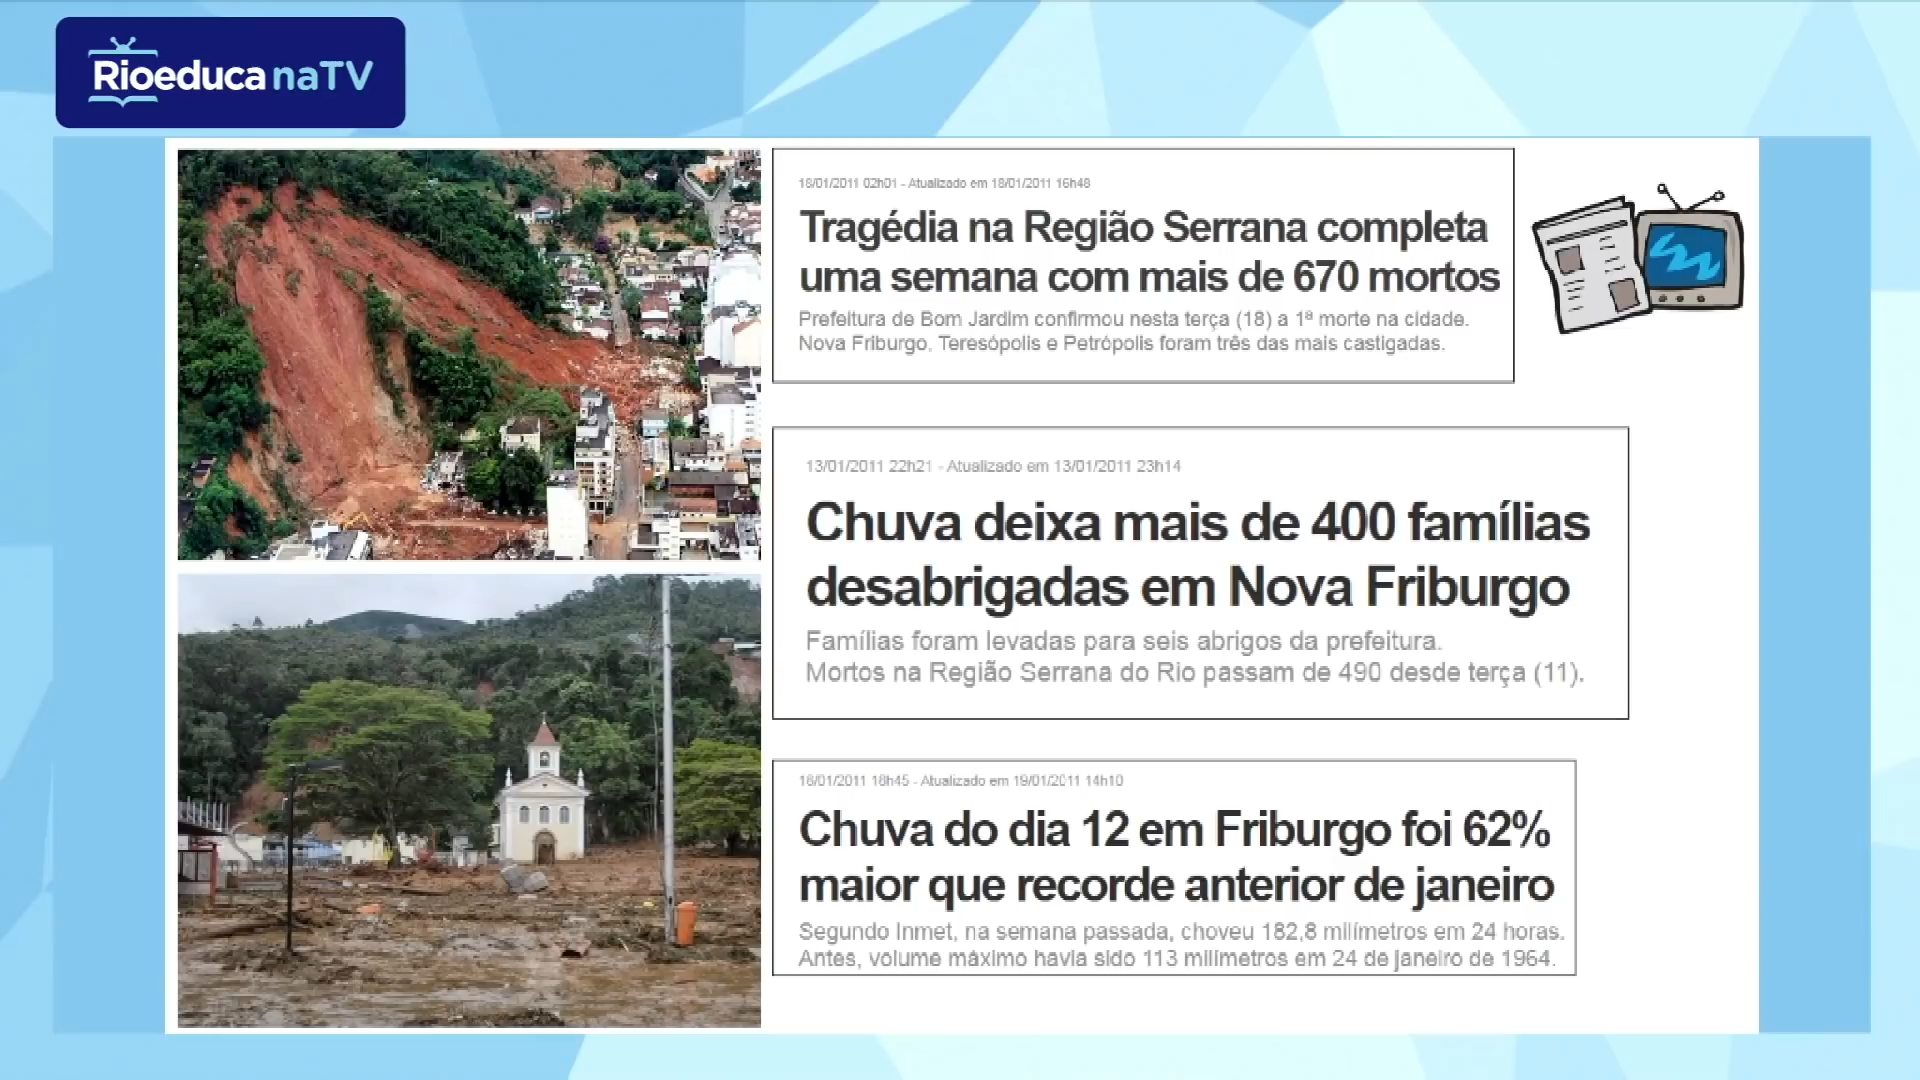 Rioeduca naTV
18/01/2011 02h01 - Atualizado em 18/01/2011 16h48
Tragédia na Região Serrana completa
uma semana com mais de 670 mortos
Prefeitura de Bom Jardim confirmou nesta terça (18) a 1ª morte na cidade.
Nova Friburgo, Teresópolis e Petrópolis foram três das mais castigadas.
13/01/2011 22h21 - Atualizado em 13/01/2011 23h14
Chuva deixa mais de 400 famílias
desabrigadas em Nova Friburgo
Famílias foram levadas para seis abrigos da prefeitura.
Mortos na Região Serrana do Rio passam de 490 desde terça (11).
18/01/2011 18h45 - Atualizado em 19/01/2011 14h10
Chuva do dia 12 em Friburgo foi 62%
maior que recorde anterior de janeiro
Segundo Inmet, na semana passada, choveu 182,8 milímetros em 24 horas.
Antes, volume máximo havia sido 113 milímetros em 24 de janeiro de 1964.